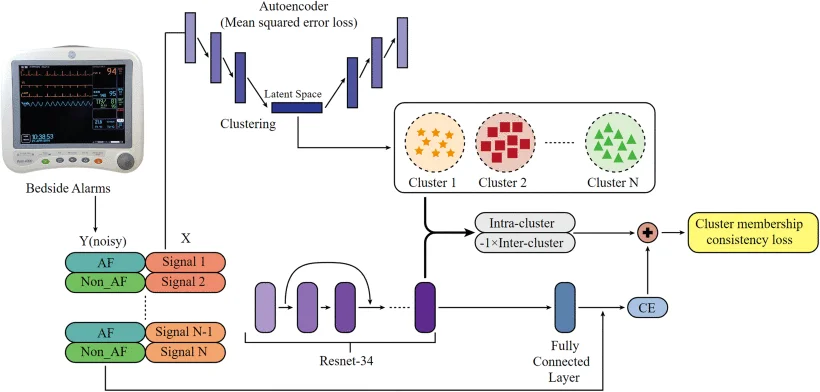 Autoencoder
(Mean squared error loss)
Latent Space
Clustering
94
95
10:38:53
Bedside Alarms
Cluster 1
Cluster 2
Cluster N
Y(noisy)
X
AF
Signal 1
Non_AF
Signal 2
AF
Signal N-1
Non_AF
Signal N
Intra-cluster
-1×Inter-cluster
Cluster membership
consistency loss
Resnet-34
Fully
Connected
Layer
CE